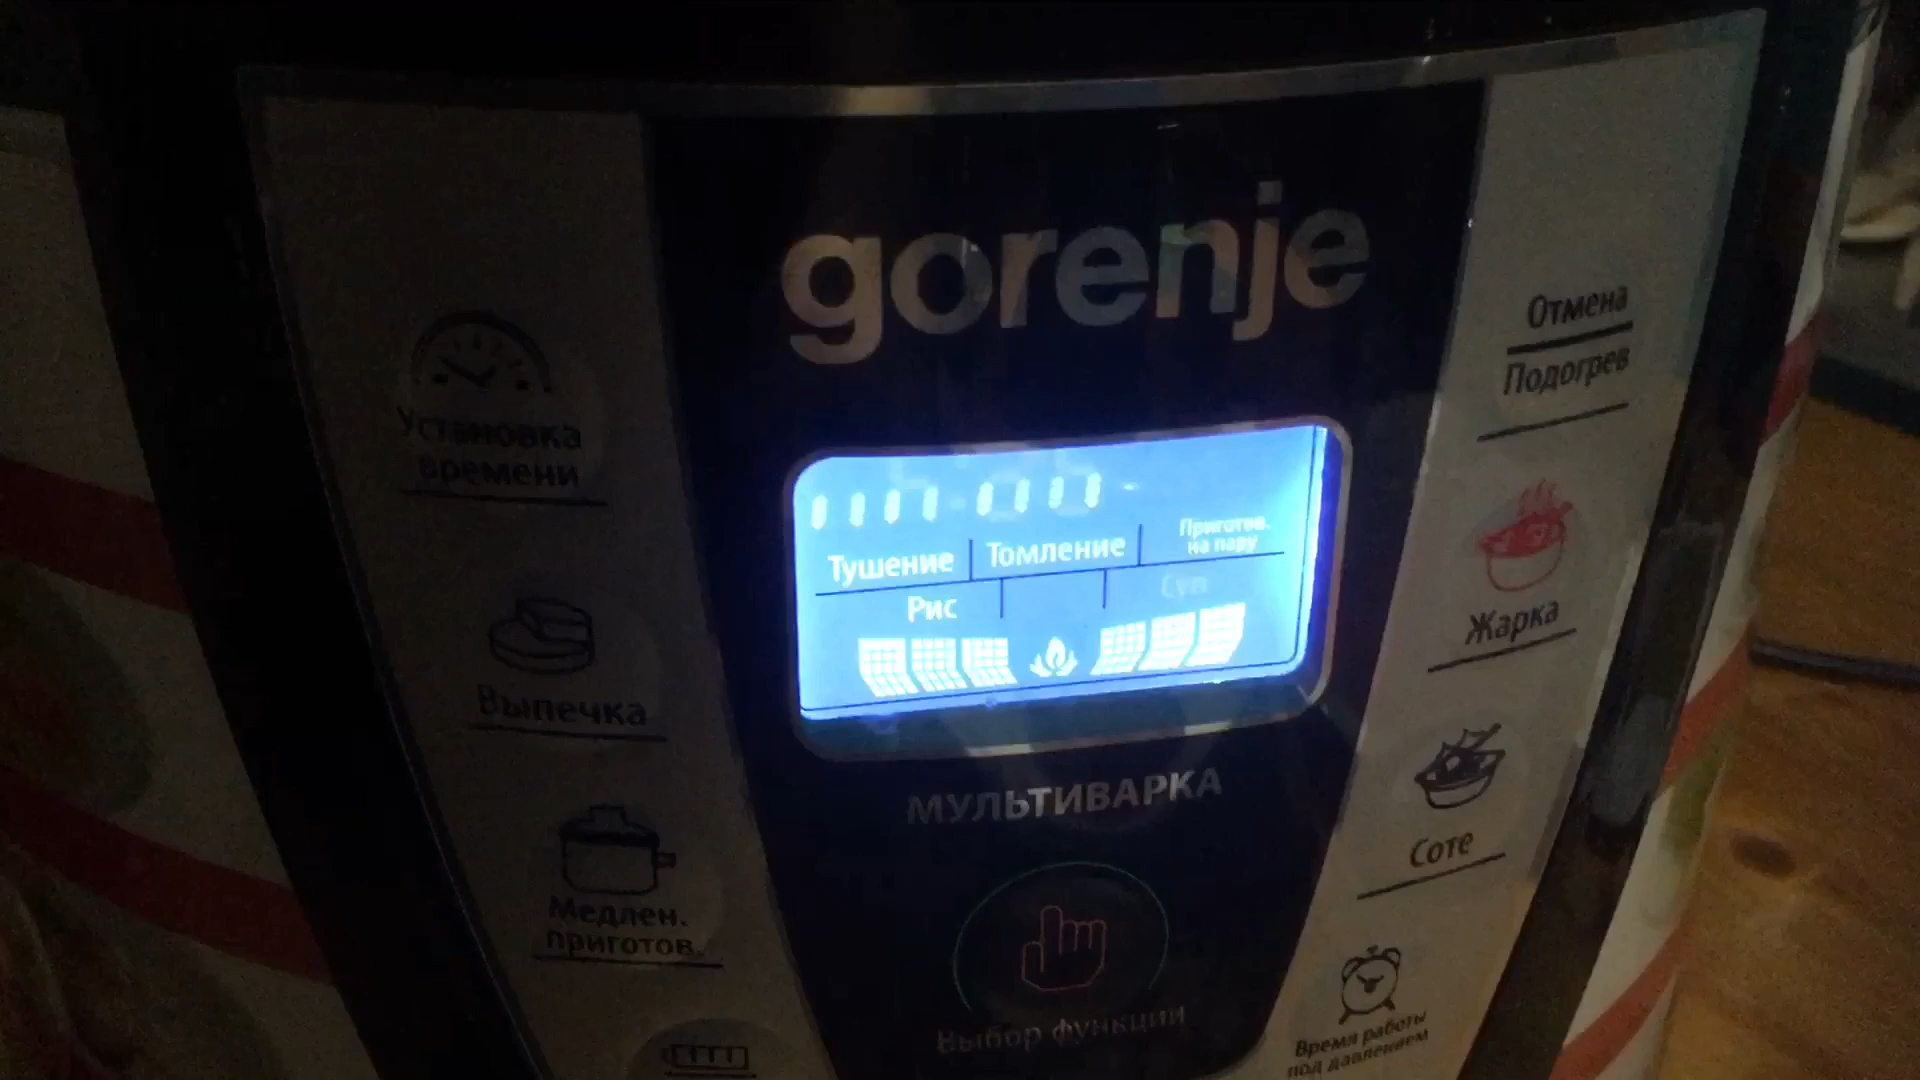 gorenje
Отмена
Подогрев
Установка
времени
Тушение
Томление
Приготов.
на пару
Рис
Суп
Жарка
Выпечка
МУЛЬТИВАРКА
Соте
Медлен.
приготов.
Выбор функции
Время работы
под давлением